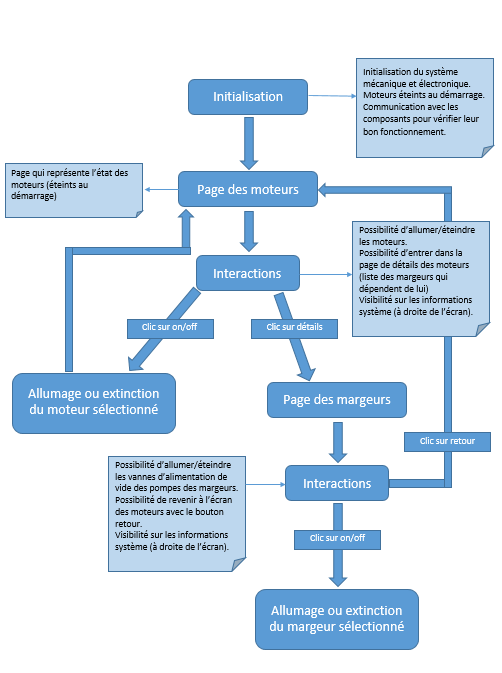 Initialisation
Initialisation du système
mécanique et électronique.
Moteurs éteints au démarrage.
Communication avec les
composants pour vérifier leur
bon fonctionnement.
Page qui représente l'état des
moteurs (éteints au
démarrage)
Page des moteurs
Possibilité d'allumer/éteindre
les moteurs.
Possibilité d'entrer dans la
page de détails des moteurs
(liste des margeurs qui
dépendent de lui)
Visibilité sur les informations
système (à droite de l'écran).
Interactions
Clic sur on/off
Clic sur détails
Allumage ou extinction
du moteur sélectionné
Page des margeurs
Clic sur retour
Possibilité d'allumer/éteindre
les vannes d'alimentation de
vide des pompes des margeurs.
Possibilité de revenir à l'écran
des moteurs avec le bouton
retour.
Visibilité sur les informations
système (à droite de l'écran).
Interactions
Clic sur on/off
Allumage ou extinction
du margeur sélectionné